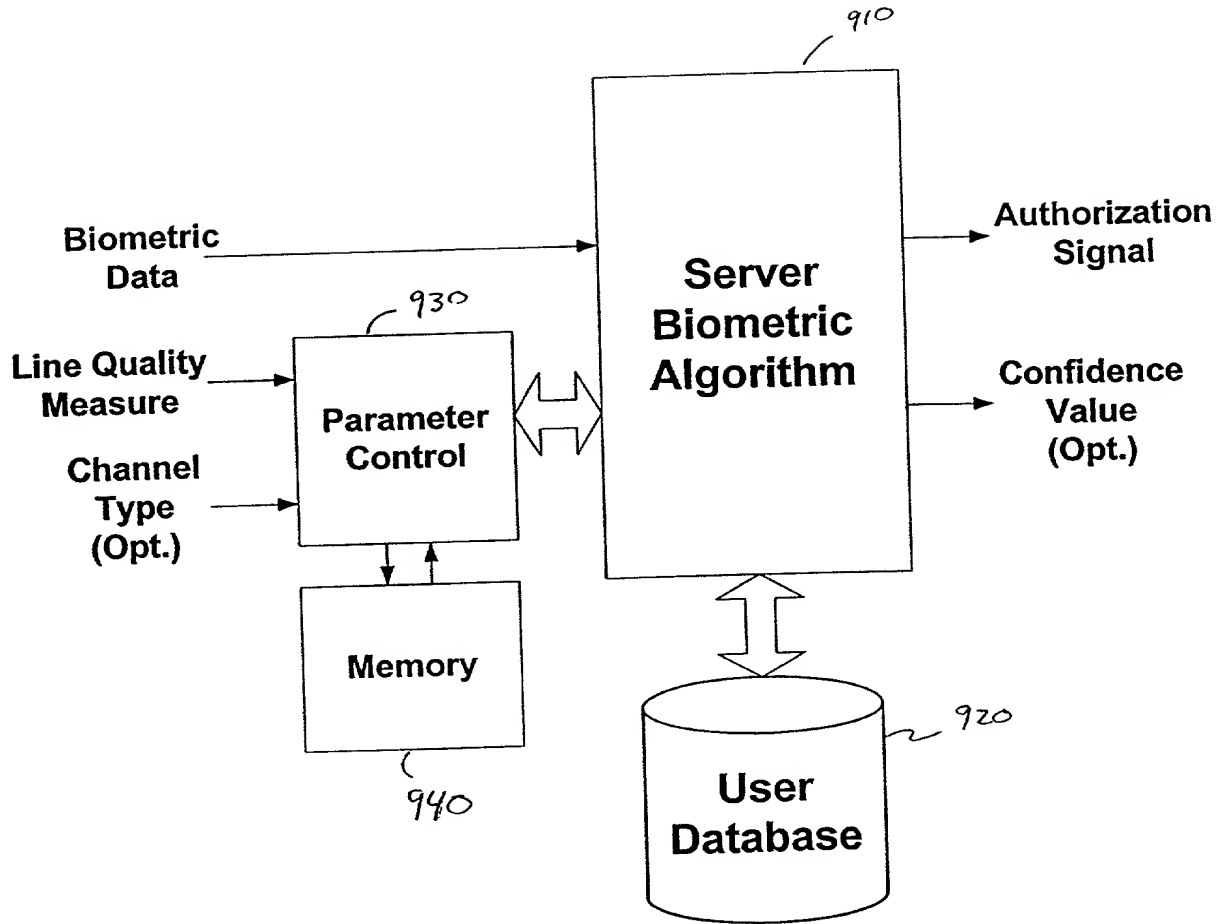 910
Biometric
Data
Server
Biometric
Algorithm
Authorization
Signal
930
Line Quality
Measure
Parameter
Control
Confidence
Value
(Opt.)
Channel
Type
(Opt.)
Memory
940
920
User
Database